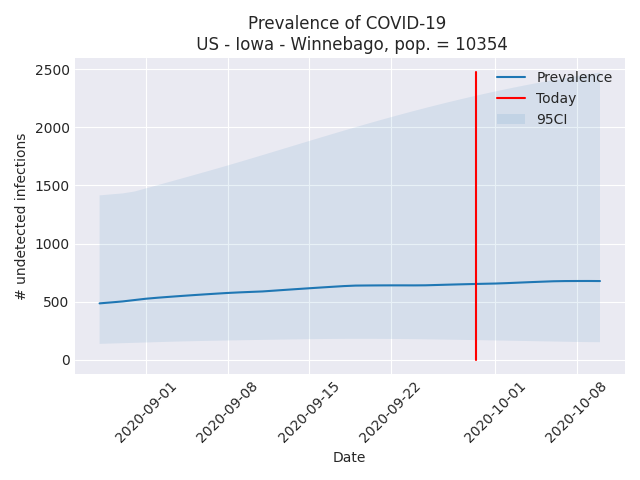 Prevalence of COVID-19
US - Iowa - Winnebago, pop. = 10354
2500
2000
1500
1000
500
0
# undetected infections
Prevalence
Today
95CI
2020-09-01
2020-09-08
2020-09-15
2020-09-22
2020-10-01
2020-10-08
Date